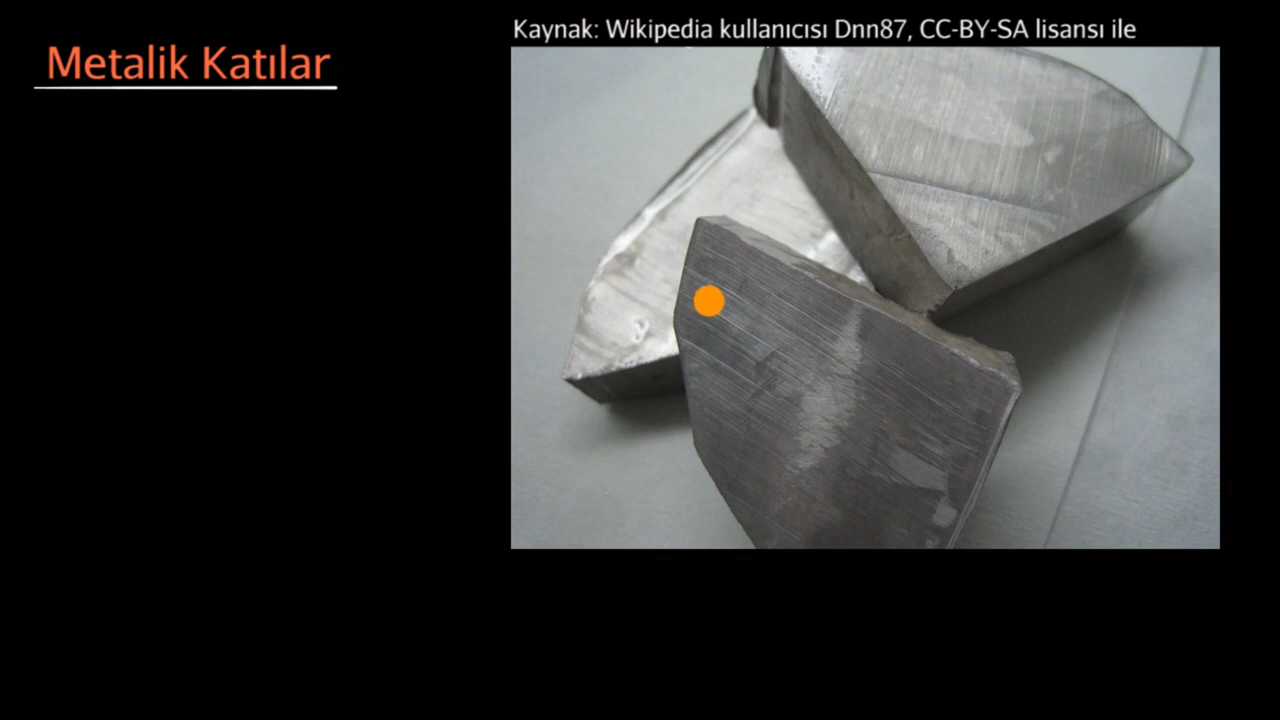 Kaynak: Wikipedia kullanıcısı Dnn87, CC-BY-SA lisansı ile
Metalik Katılar